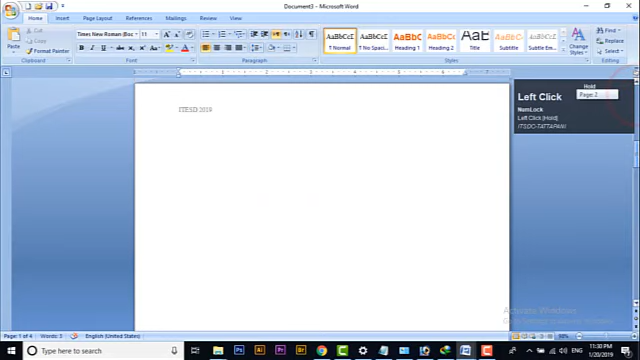 Document3 - Microsoft Word
Home Insert Page Layout References Mailings Review View
Cut
Copy
Paste
Format Painter
Clipboard
Times New Roman (Boc 11
Font
Paragraph
AaBbCcI AaBbCcI AaBbC AaBbCc AaB AaBbCc AaBbCcI
T Normal T No Spaci... Heading 1 Heading 2 Title Subtitle Subtle Em...
Change
Styles
Styles
Find
Replace
Select
Editing
Hold
Page: 2
Left Click
NumLock
Left Click [Hold]
ITSDC-TATTAPANI
ITESD 2019
Activate Windows
Page: 1 of 4 Words: 3 English (United States)
Type here to search
ENG
11:30 PM
1/20/2019